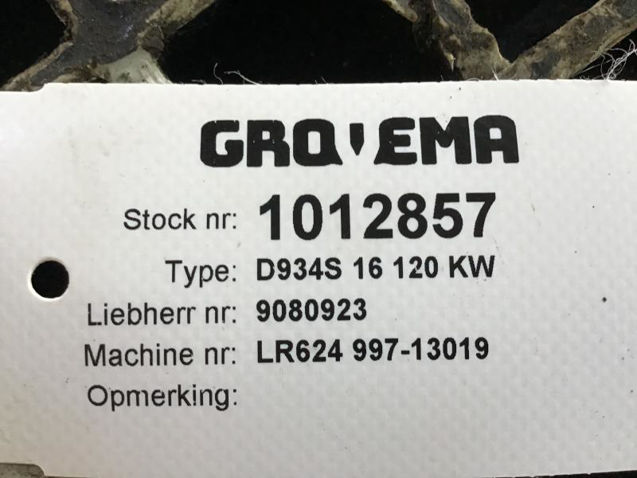 GROVEMA
Stock nr: 1012857
Type: D934S 16 120 KW
Liebherr nr: 9080923
Machine nr: LR624 997-13019
Opmerking: